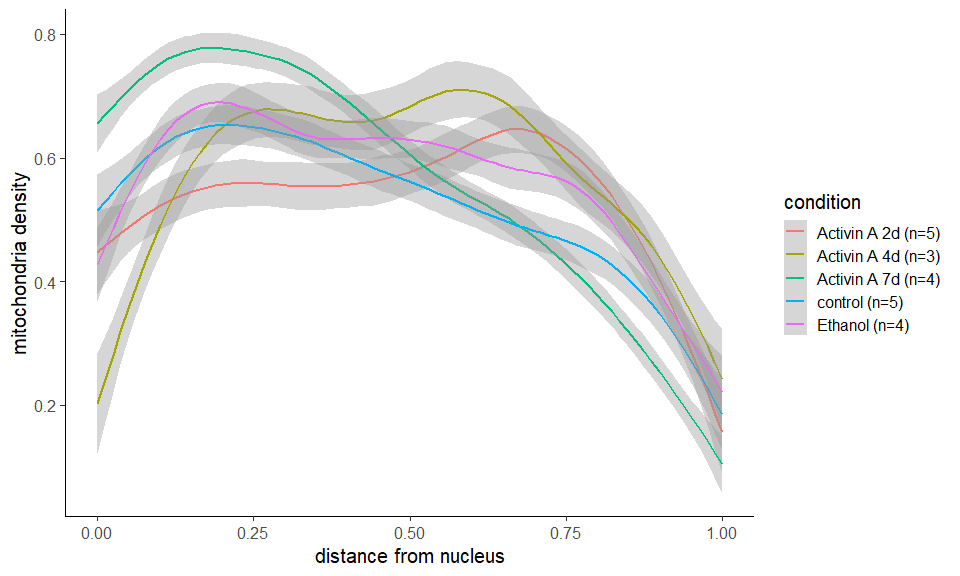 mitochondria density
0.8
0.6
0.4
0.2
0.00 0.25 0.50 0.75 1.00
distance from nucleus
condition
Activin A 2d (n=5)
Activin A 4d (n=3)
Activin A 7d (n=4)
control (n=5)
Ethanol (n=4)